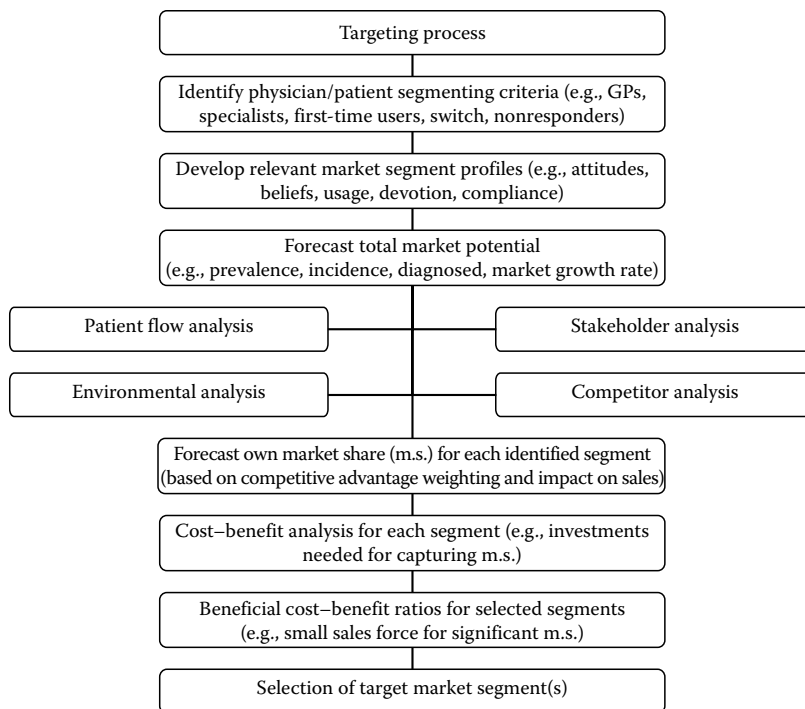 Targeting process
Identify physician/patient segmenting criteria (e.g., GPs,
specialists, first-time users, switch, nonresponders)
Develop relevant market segment profiles (e.g., attitudes,
beliefs, usage, devotion, compliance)
Forecast total market potential
(e.g., prevalence, incidence, diagnosed, market growth rate)
Patient flow analysis
Stakeholder analysis
Environmental analysis
Competitor analysis
Forecast own market share (m.s.) for each identified segment
(based on competitive advantage weighting and impact on sales)
Cost–benefit analysis for each segment (e.g., investments
needed for capturing m.s.)
Beneficial cost–benefit ratios for selected segments
(e.g., small sales force for significant m.s.)
Selection of target market segment(s)